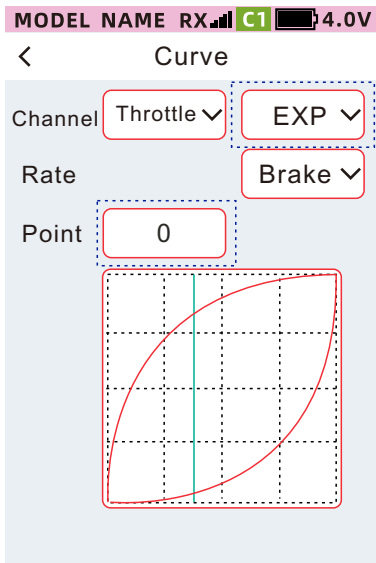 MODEL NAME RX C1 4.0V
Curve
Channel Throttle EXP
Rate Brake
Point 0